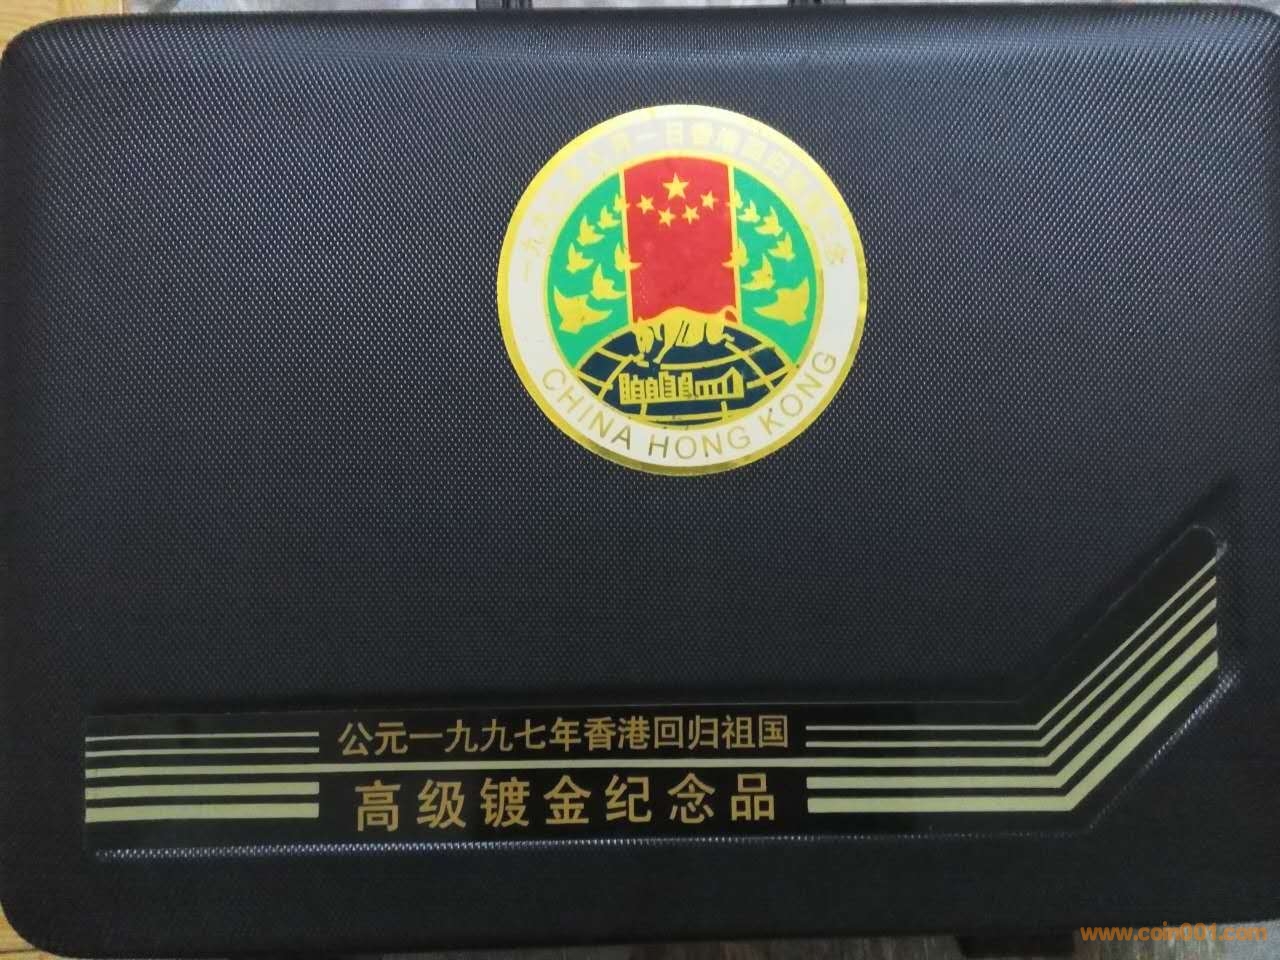 CHINA HONG KONG
公元一九九七年香港回归祖国
高级镀金纪念品
www.coin001.com